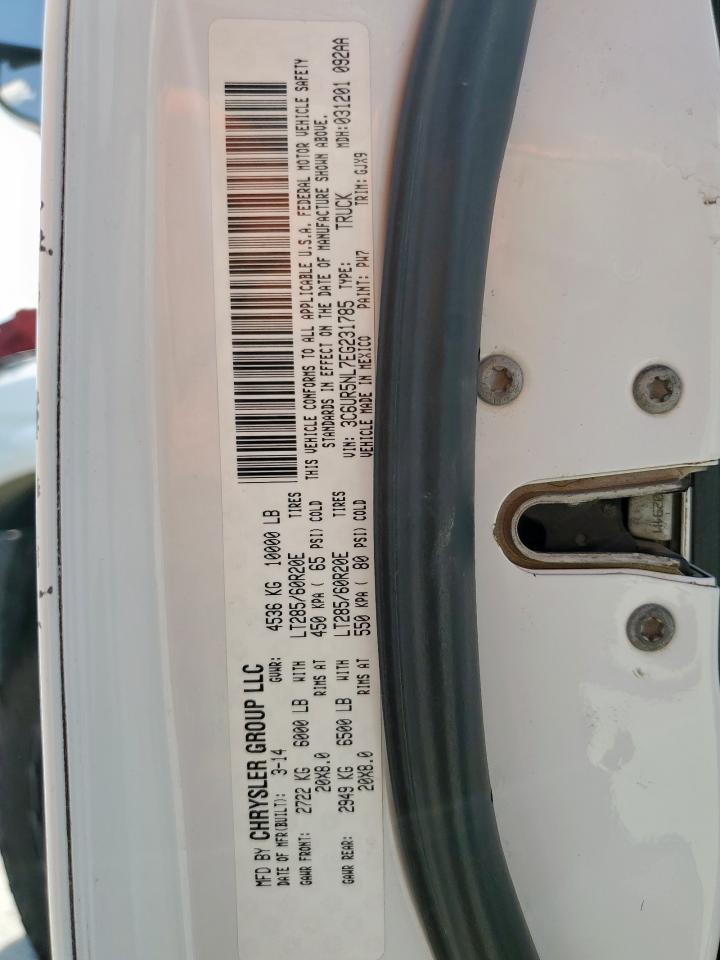 MFD BY CHRYSLER GROUP LLC
DATE OF MFR(BUILT): 3-14 GVWR: 4536 KG 10000 LB
GAWR FRONT: 2722 KG 6000 LB WITH LT285/60R20E TIRES
20X8.0 RIMS AT 450 KPA ( 65 PSI) COLD
GAWR REAR: 2949 KG 6500 LB WITH LT285/60R20E TIRES
20X8.0 RIMS AT 550 KPA ( 80 PSI) COLD
THIS VEHICLE CONFORMS TO ALL APPLICABLE U.S.A. FEDERAL MOTOR VEHICLE SAFETY
STANDARDS IN EFFECT ON THE DATE OF MANUFACTURE SHOWN ABOVE.
VIN: 3C6UR5NL7EG231785 TYPE: TRUCK MDH:031201 092AA
VEHICLE MADE IN MEXICO PAINT: PW7 TRIM: GJX9